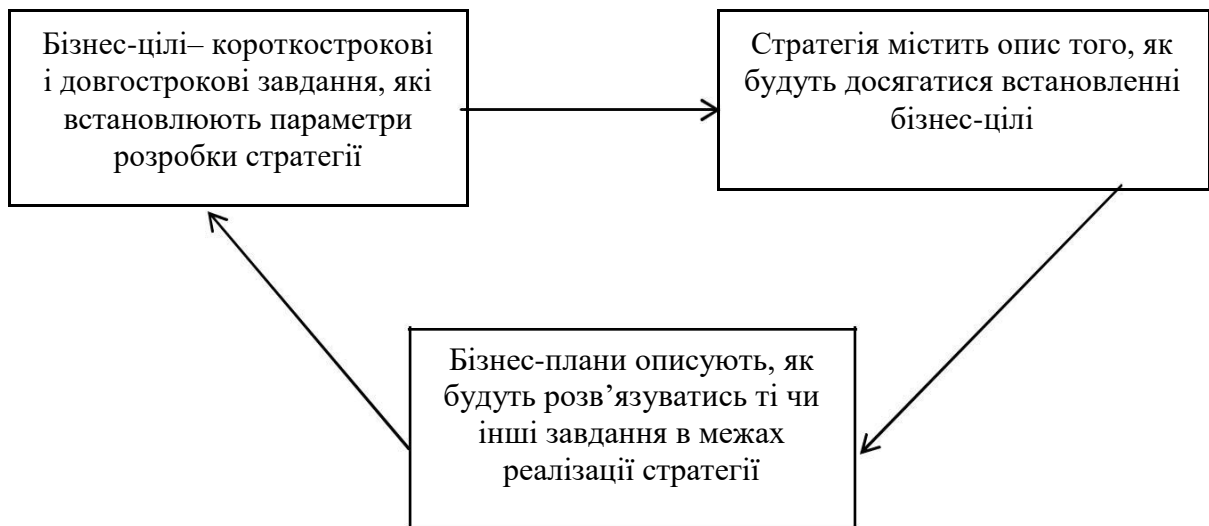 Бізнес-цілі– короткострокові
і довгострокові завдання, які
встановлюють параметри
розробки стратегії
Стратегія містить опис того, як
будуть досягатися встановленні
бізнес-цілі
Бізнес-плани описують, як
будуть розв’язуватись ті чи
інші завдання в межах
реалізації стратегії